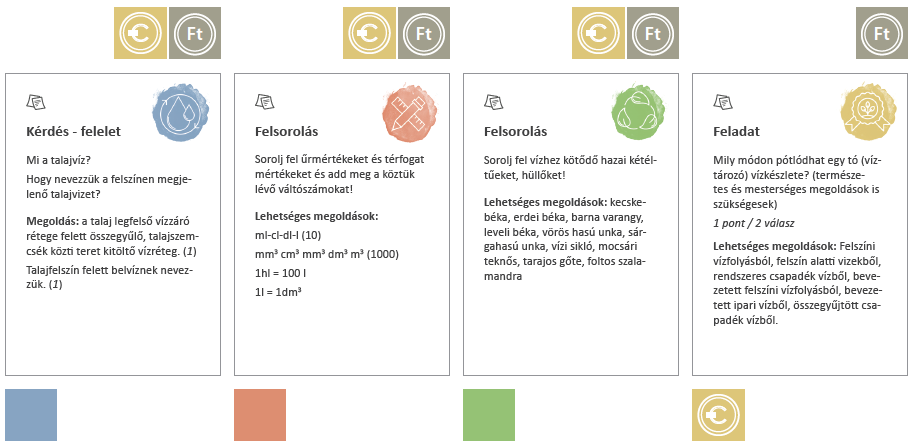 Ft
Ft
Ft
Ft
Kérdés - felelet
Mi a talajvíz?
Hogy nevezzük a felszínen megje-
lenő talajvizet?
Megoldás: a talaj legfelső vízzáró
rétege felett összegyűlő, talajszem-
csék közti teret kitöltő vízréteg. (1)
Talajfelszín felett belvíznek nevez-
zük. (1)
Felsorolás
Sorolj fel űrmértékeket és térfogat
mértékeket és add meg a köztük
lévő váltószámokat!
Lehetséges megoldások:
ml-cl-dl-l (10)
mm³ cm³ mm³ dm³ m³ (1000)
1hl = 100 l
1l = 1dm³
Felsorolás
Sorolj fel vízhez kötődő hazai kétél-
tűeket, hüllőket!
Lehetséges megoldások: kecske-
béka, erdei béka, barna varangy,
leveli béka, vörös hasú unka, sár-
gahasú unka, vízi sikló, mocsári
teknős, tarajos gőte, foltos szala-
mandra
Feladat
Mily módon pótlódhat egy tó (víz-
tározó) vízkészlete? (természe-
tes és mesterséges megoldások is
szükségesek)
1 pont / 2 válasz
Lehetséges megoldások: Felszíni
vízfolyásból, felszín alatti vizekből,
rendszeres csapadék vízből, beve-
zetett felszíni vízfolyásból, beveze-
tett ipari vízből, összegyűjtött csa-
padék vízből.